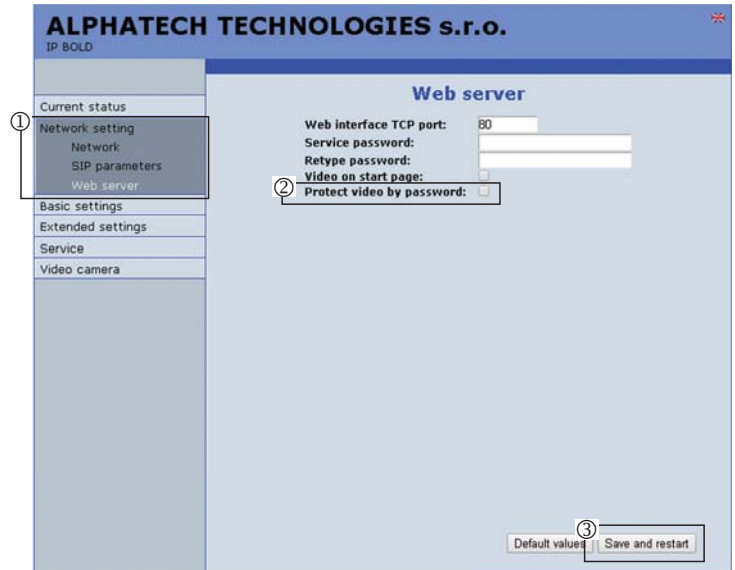 ALPHATECH TECHNOLOGIES s.r.o.
IP BOLD
Current status
① Network setting
Network
SIP parameters
Web server
Basic settings
Extended settings
Service
Video camera
Web server
Web interface TCP port: 80
Service password:
Retype password:
Video on start page:
② Protect video by password:
③
Default values Save and restart